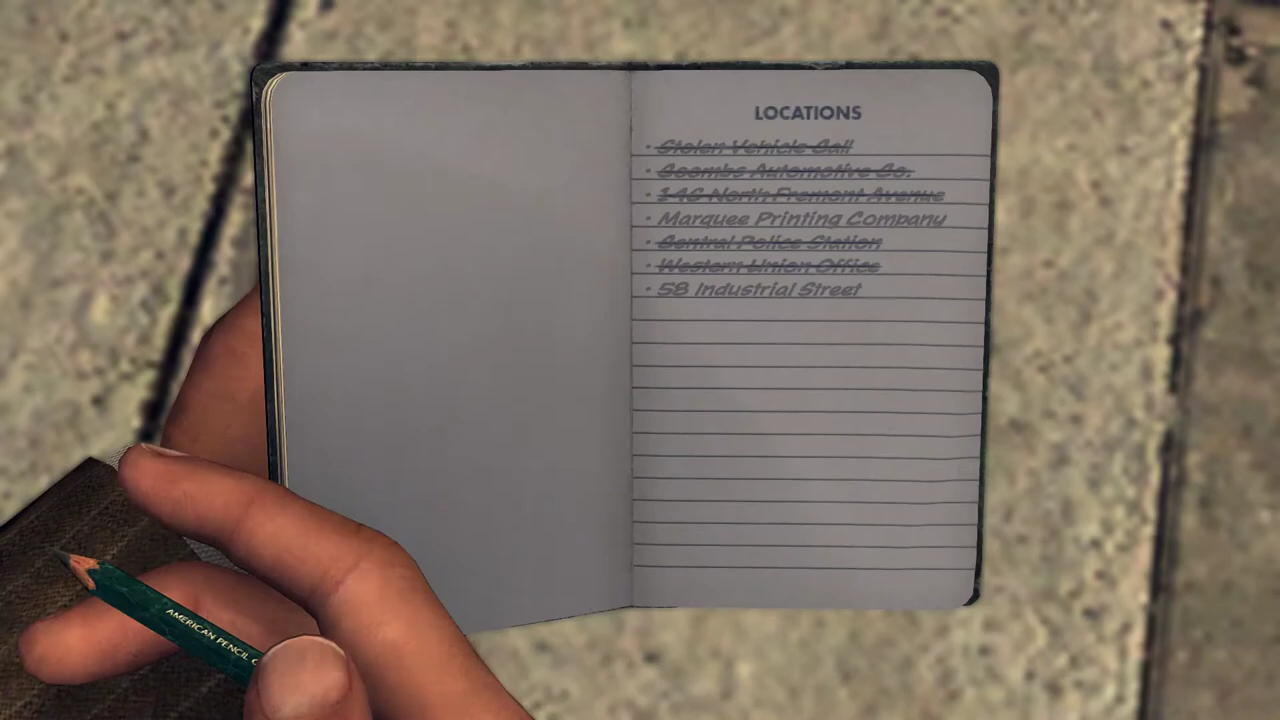 LOCATIONS
· Stolen Vehicle Call
· Coombs Automotive Co.
· 146 North Fremont Avenue
· Marquee Printing Company
· Central Police Station
· Western Union Office
· 58 Industrial Street
AMERICAN PENCIL C